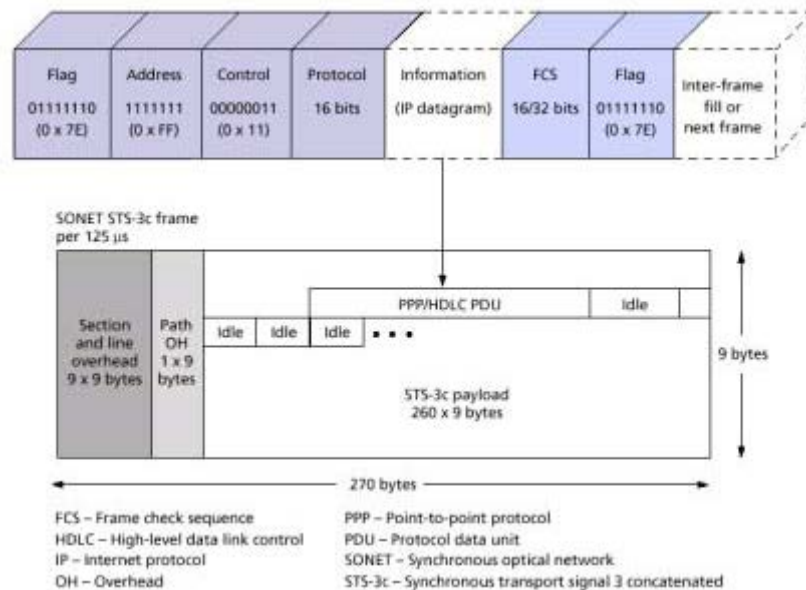 Flag
01111110
(0 x 7E)
Address
1111111
(0 x FF)
Control
00000011
(0 x 11)
Protocol
16 bits
Information
(IP datagram)
FCS
16/32 bits
Flag
01111110
(0 x 7E)
Inter-frame
fill or
next frame
SONET STS-3c frame
per 125 µs
Section
and line
overhead
9 x 9 bytes
Path
OH
1 x 9
bytes
PPP/HDLC PDU
Idle
Idle
Idle
Idle
STS-3c payload
260 x 9 bytes
9 bytes
270 bytes
FCS – Frame check sequence
HDLC – High-level data link control
IP – Internet protocol
OH – Overhead
PPP – Point-to-point protocol
PDU – Protocol data unit
SONET – Synchronous optical network
STS-3c – Synchronous transport signal 3 concatenated